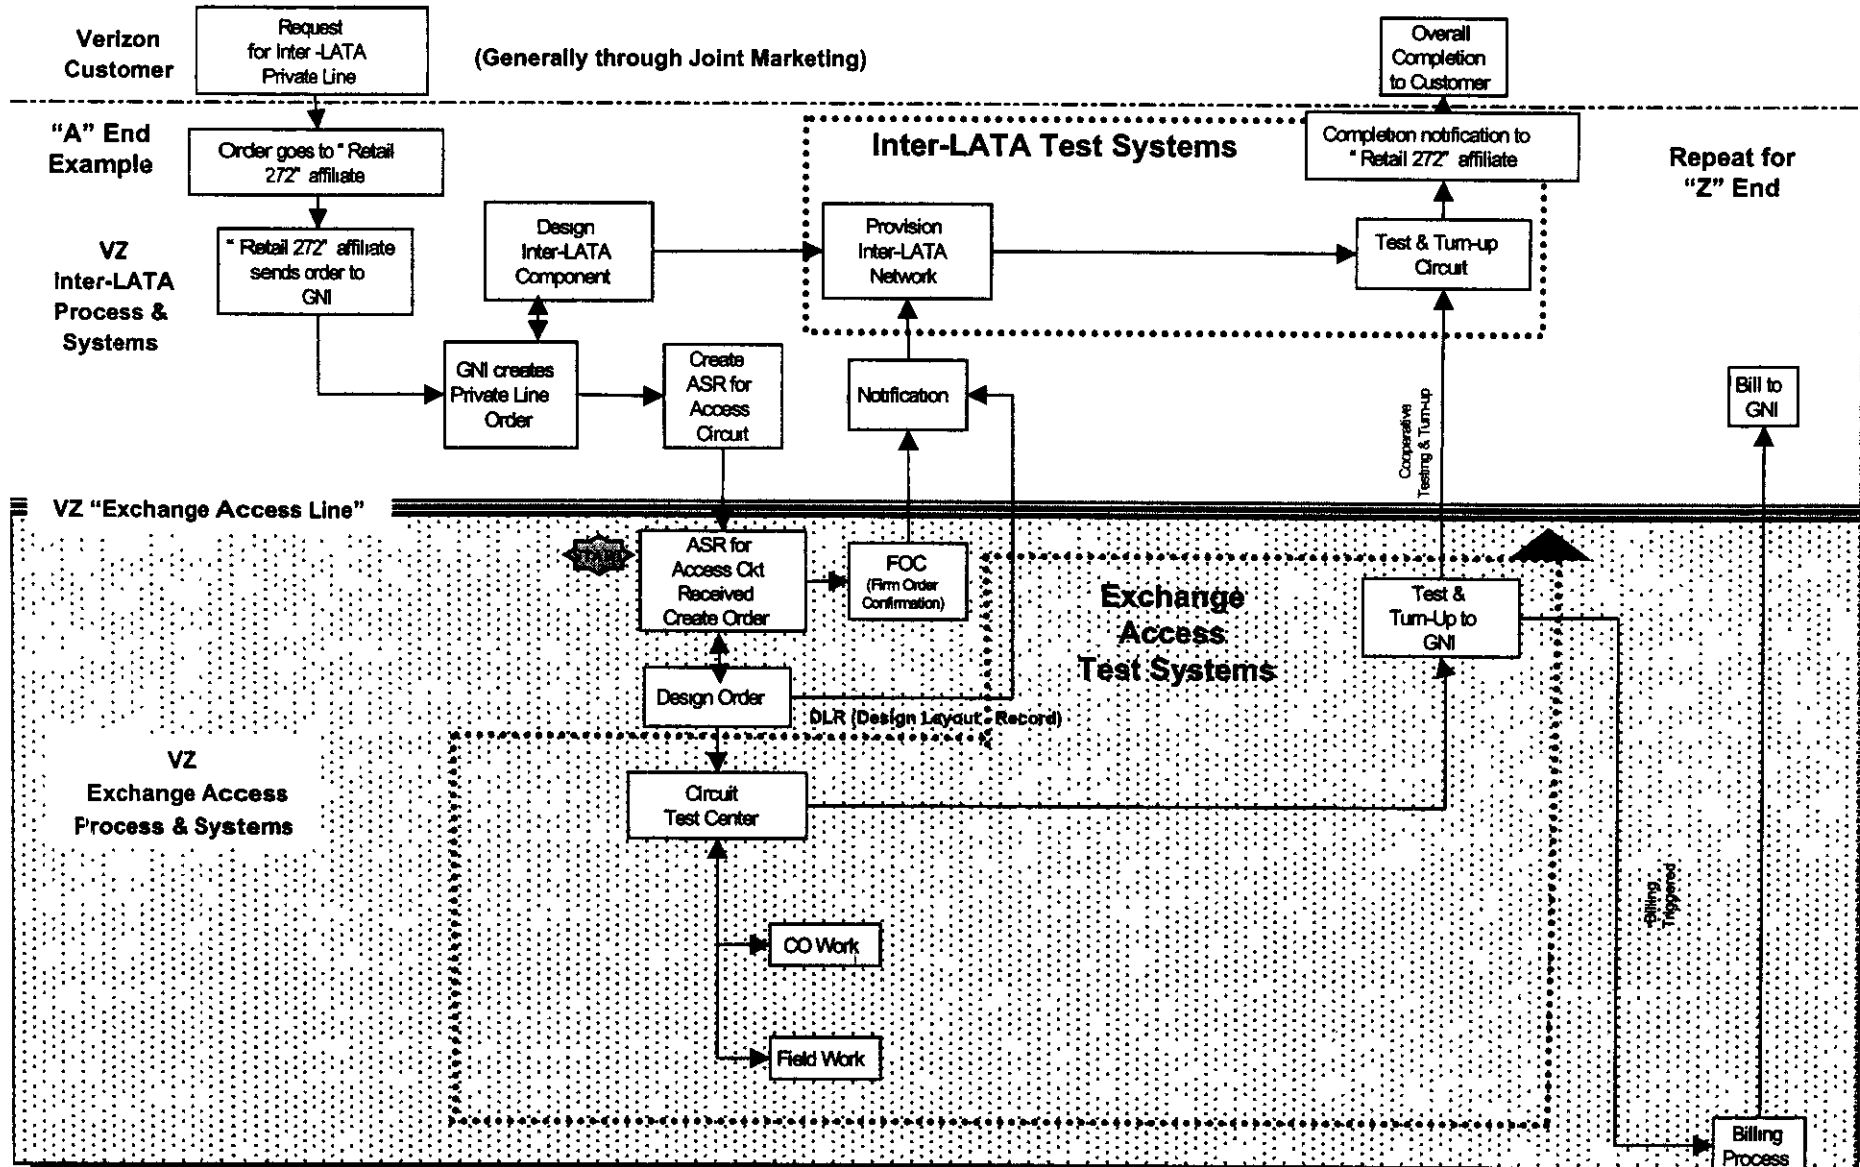 Verizon
Customer
Request
for Inter -LATA
Private Line
(Generally through Joint Marketing)
Overall
Completion
to Customer
"A" End
Example
Order goes to "Retail
272" affiliate
Inter-LATA Test Systems
Completion notification to
"Retail 272" affiliate
Repeat for
"Z" End
VZ
Inter-LATA
Process &
Systems
"Retail 272" affiliate
sends order to
GNI
Design
Inter-LATA
Component
Provision
Inter-LATA
Network
Test & Turn-up
Circuit
GNI creates
Private Line
Order
Create
ASR for
Access
Circuit
Notification
Cooperative
Testing & Turn-up
Bill to
GNI
VZ "Exchange Access Line"
ASR for
Access Ckt
Received
Create Order
FOC
(Firm Order
Confirmation)
Exchange
Access
Test Systems
Test &
Turn-Up to
GNI
Design Order
DLR (Design Layout Record)
VZ
Exchange Access
Process & Systems
Circuit
Test Center
Billing
Triggered
CO Work
Field Work
Billing
Process